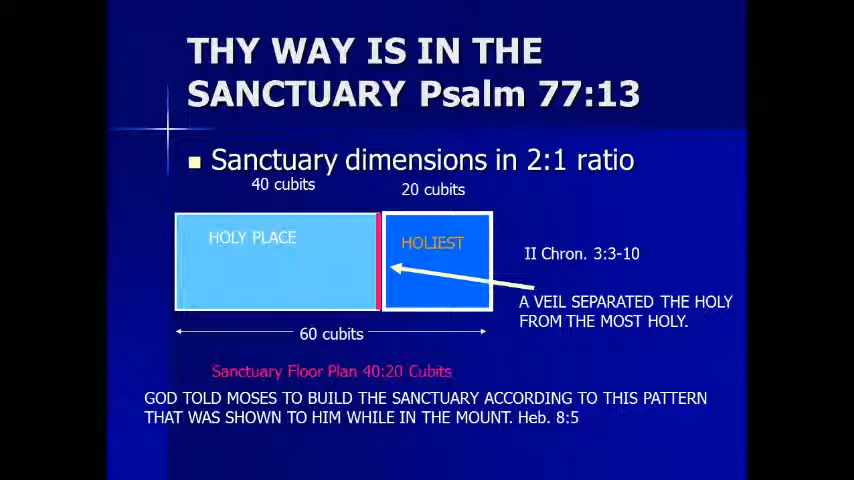 THY WAY IS IN THE
SANCTUARY Psalm 77:13
Sanctuary dimensions in 2:1 ratio
40 cubits
20 cubits
HOLY PLACE
HOLIEST
II Chron. 3:3-10
A VEIL SEPARATED THE HOLY
FROM THE MOST HOLY.
60 cubits
Sanctuary Floor Plan 40:20 Cubits
GOD TOLD MOSES TO BUILD THE SANCTUARY ACCORDING TO THIS PATTERN
THAT WAS SHOWN TO HIM WHILE IN THE MOUNT. Heb. 8:5